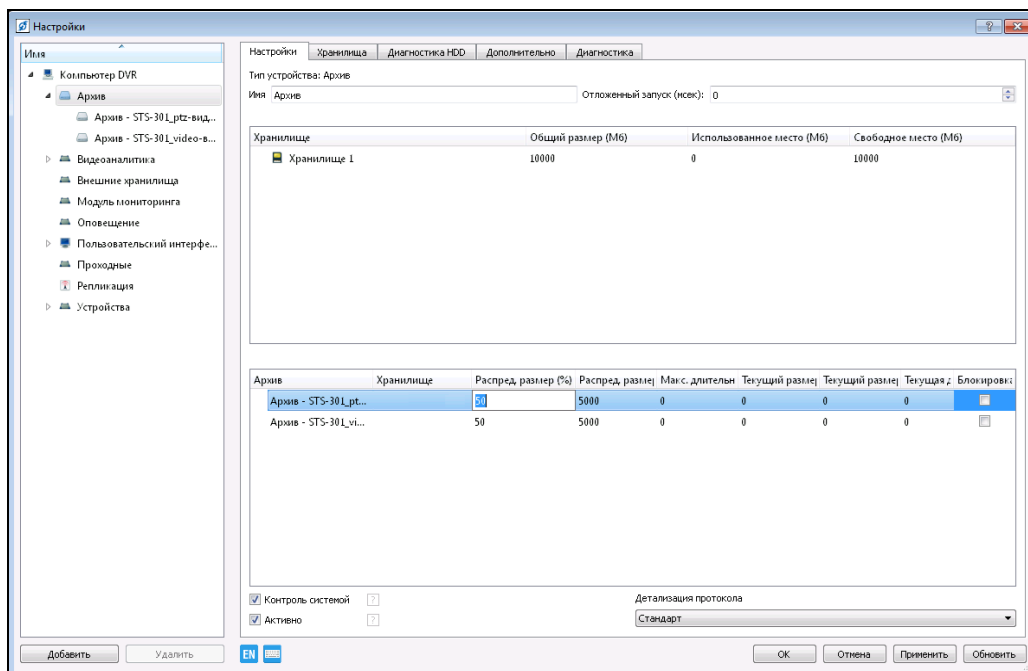 Настройки
Имя
Компьютер DVR
Архив
Архив - STS-301_ptz-вид...
Архив - STS-301_video-в...
Видеоаналитика
Внешние хранилища
Модуль мониторинга
Оповещение
Пользовательский интерфе...
Проходные
Репликация
Устройства
Добавить Удалить
Настройки Хранилища Диагностика HDD Дополнительно Диагностика
Тип устройства: Архив
Имя Архив Отложенный запуск (мсек): 0
Хранилище Общий размер (Мб) Использованное место (Мб) Свободное место (Мб)
Хранилище 1 10000 0 10000
Архив Хранилище Распред. размер (%) Распред. размер Макс. длительн Текущий размер Текущий размер Текущая д Блокировка
Архив - STS-301_pt... 50 5000 0 0 0 0
Архив - STS-301_vi... 50 5000 0 0 0 0
Контроль системой ?
Активно ?
Детализация протокола
Стандарт
EN
ОК Отмена Применить Обновить